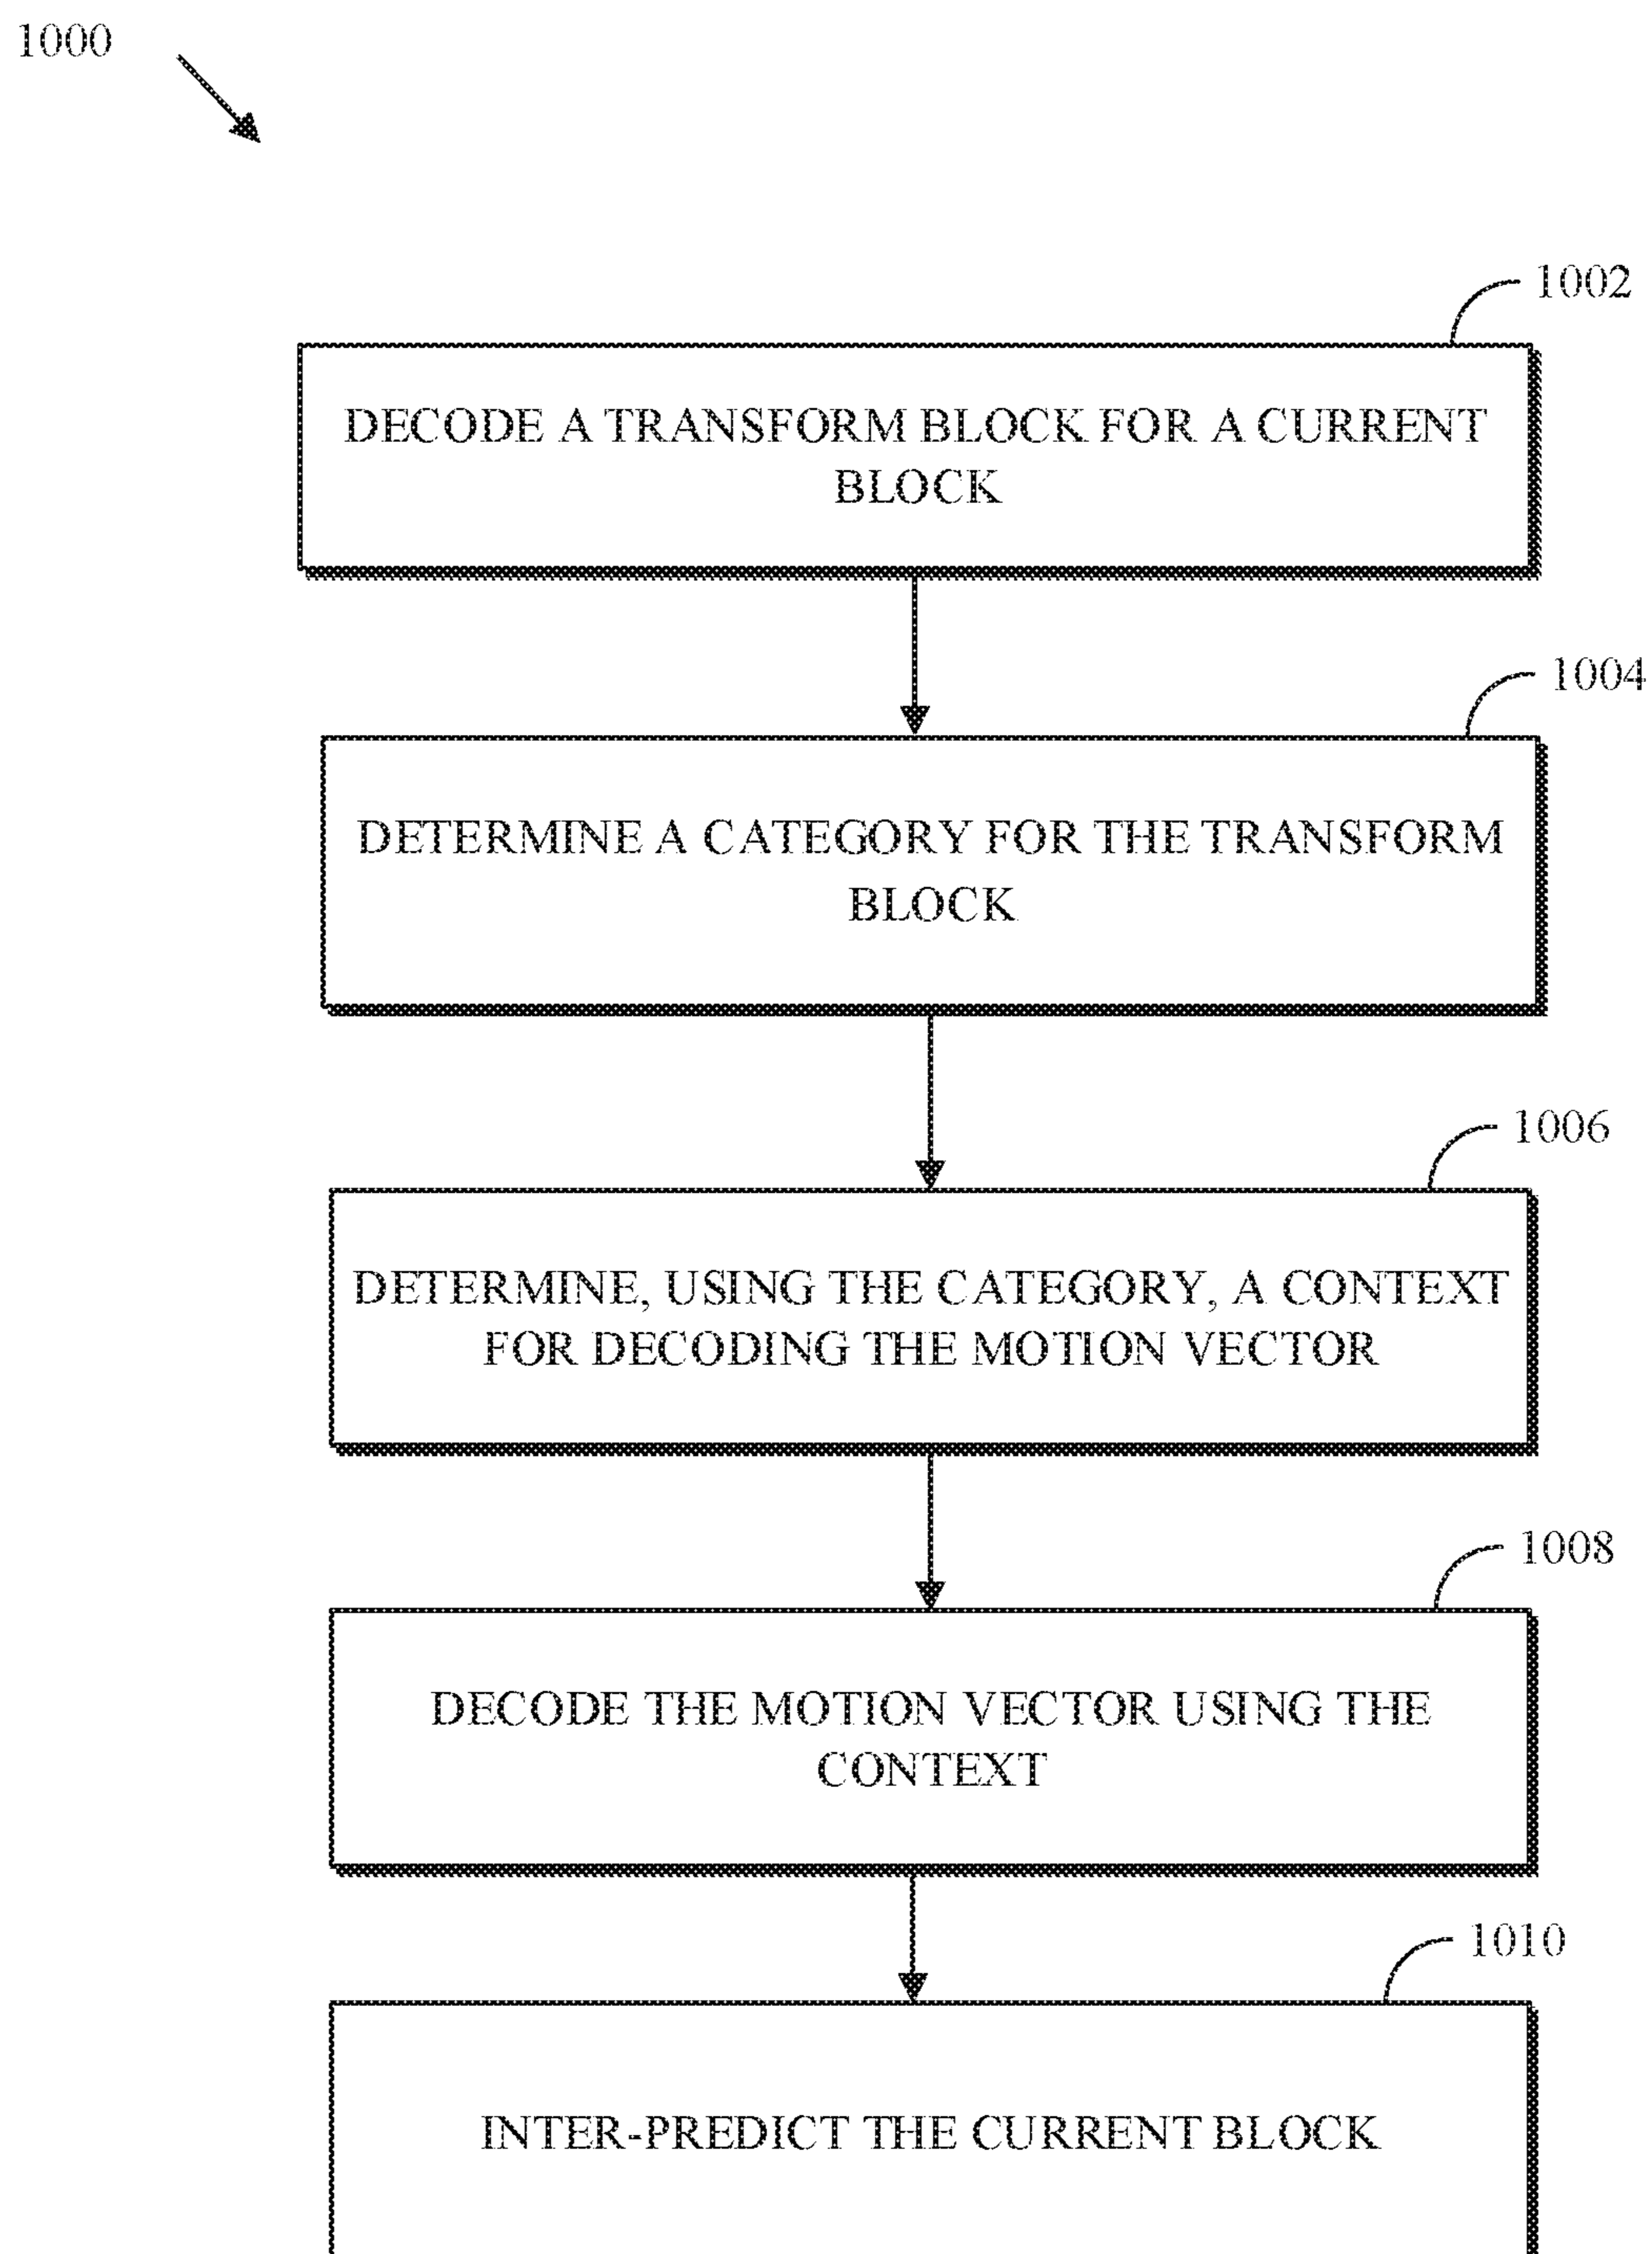 1000
1002
DECODE A TRANSFORM BLOCK FOR A CURRENT
BLOCK
1004
DETERMINE A CATEGORY FOR THE TRANSFORM
BLOCK
1006
DETERMINE, USING THE CATEGORY, A CONTEXT
FOR DECODING THE MOTION VECTOR
1008
DECODE THE MOTION VECTOR USING THE
CONTEXT
1010
INTER-PREDICT THE CURRENT BLOCK